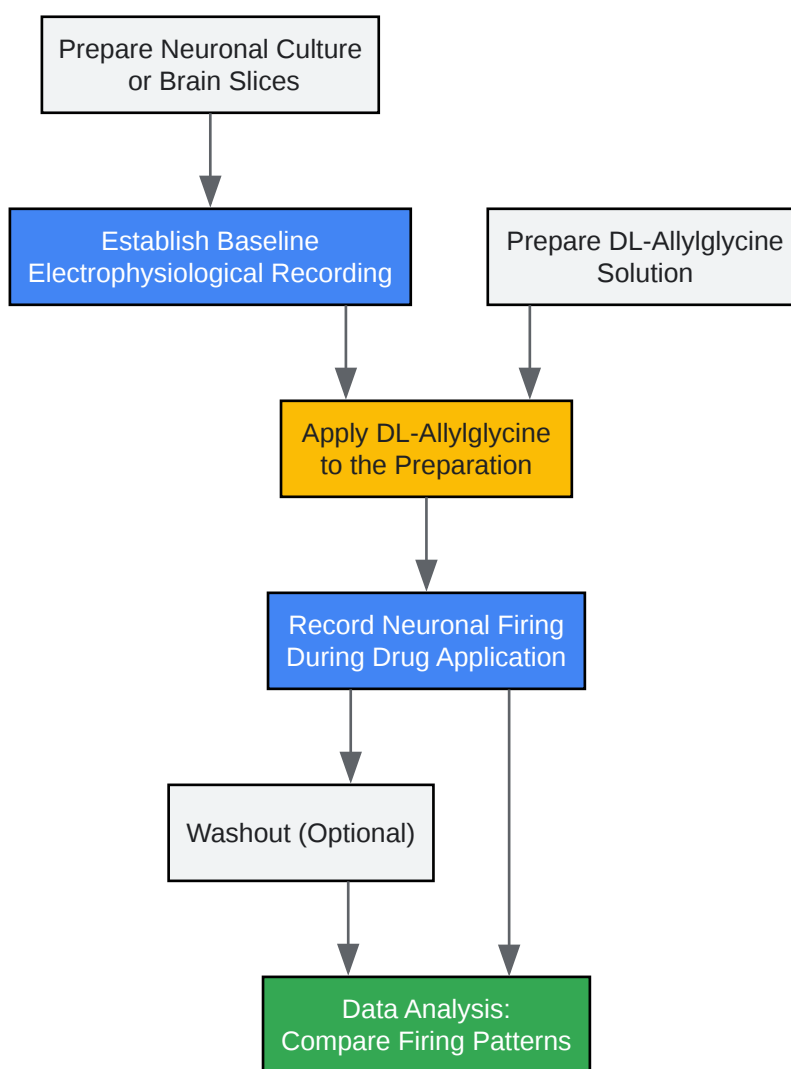 Prepare Neuronal Culture
or Brain Slices
Establish Baseline
Electrophysiological Recording
Prepare DL-Allylglycine
Solution
Apply DL-Allylglycine
to the Preparation
Record Neuronal Firing
During Drug Application
Washout (Optional)
Data Analysis:
Compare Firing Patterns